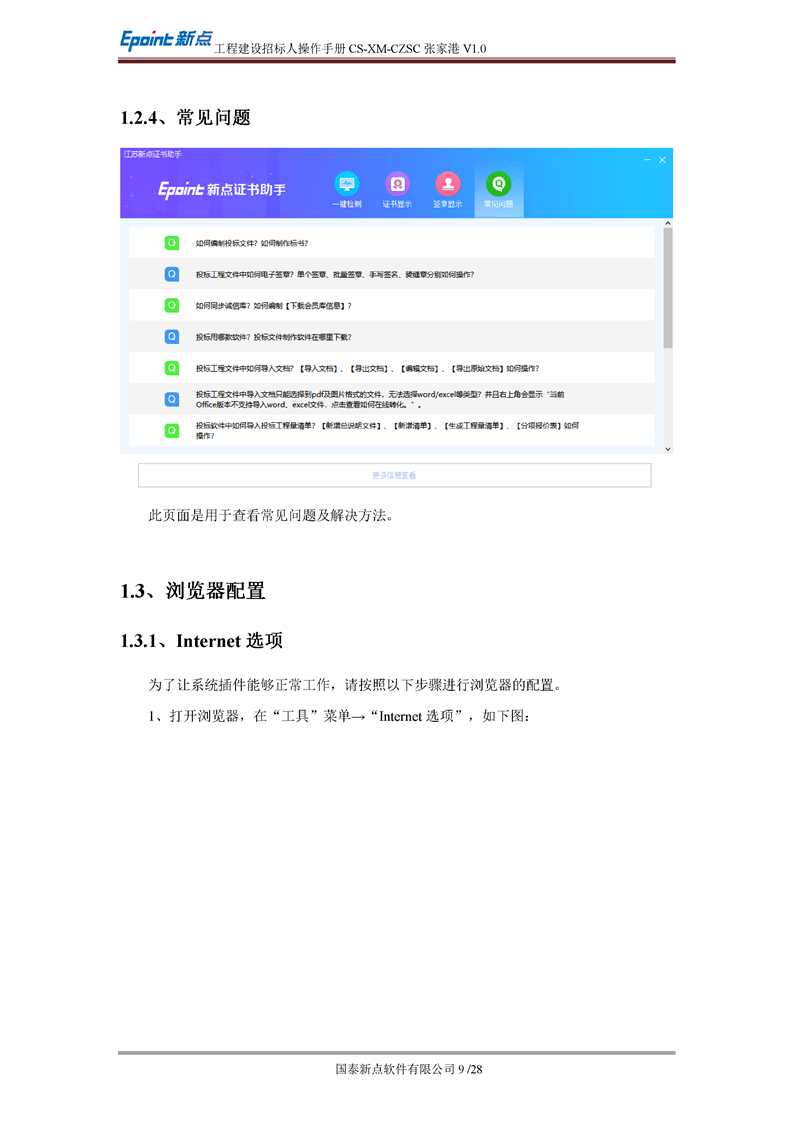 Epoint 新点 工程建设招标人操作手册 CS-XM-CZSC 张家港 V1.0
1.2.4、常见问题
江苏新点证书助手
Epoint 新点证书助手
一键检测 证书显示 签章显示 常见问题
如何编制投标文件？如何制作标书？
投标工程文件中如何电子签章？单个签章、批量签章、手写签名、骑缝章分别如何操作？
如何同步诚信库？如何编制【下载会员库信息】？
投标用哪款软件？投标文件制作软件在哪里下载？
投标工程文件中如何导入文档？【导入文档】、【导出文档】、【编辑文档】、【导出原始文档】如何操作？
投标工程文件中导入文档只能选择到pdf及图片格式的文件，无法选择word/excel等类型？并且右上角会显示“当前
Office版本不支持导入word、excel文件，点击查看如何在线转化。”。
投标软件中如何导入投标工程量清单？【新增总说明文件】、【新增清单】、【生成工程量清单】、【分项报价表】如何
操作？
更多信息查看
此页面是用于查看常见问题及解决方法。
1.3、浏览器配置
1.3.1、Internet 选项
为了让系统插件能够正常工作，请按照以下步骤进行浏览器的配置。
1、打开浏览器，在“工具”菜单→“Internet 选项”，如下图：
国泰新点软件有限公司 9 /28